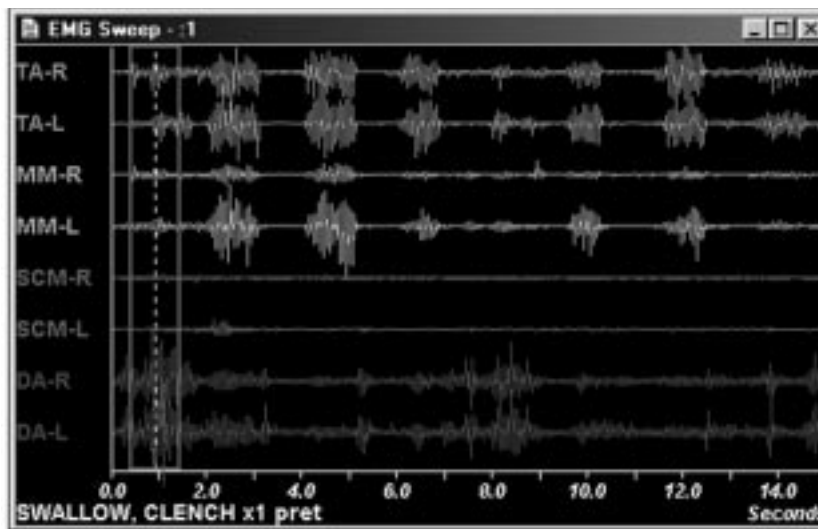 EMG Sweep - :1
TA-R
TA-L
MM-R
MM-L
SCM-R
SCM-L
DA-R
DA-L
0.0 2.0 4.0 6.0 8.0 10.0 12.0 14.0
SWALLOW, CLENCH x1 pret Seconds